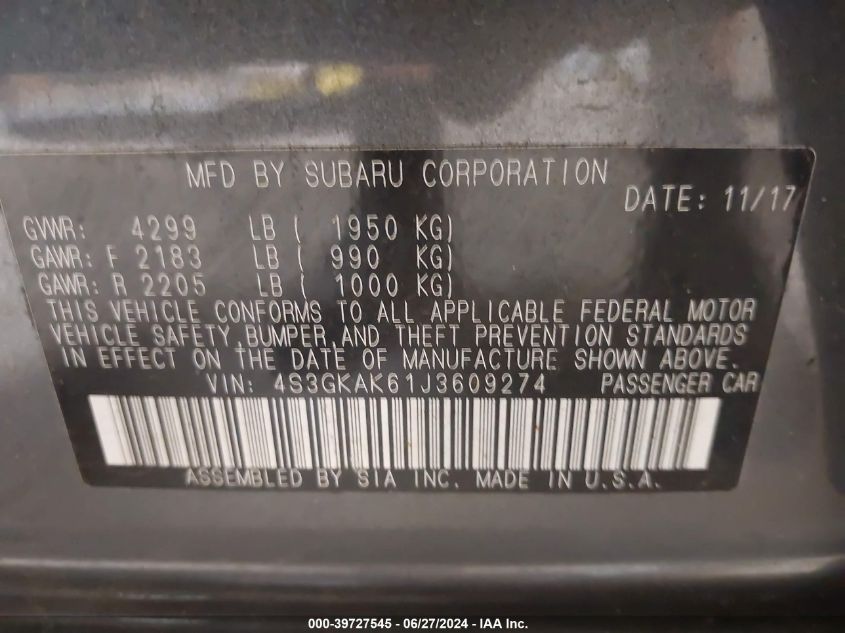 MFD BY SUBARU CORPORATION
DATE: 11/17
GVWR: 4299 LB ( 1950 KG)
GAWR: F 2183 LB ( 990 KG)
GAWR: R 2205 LB ( 1000 KG)
THIS VEHICLE CONFORMS TO ALL APPLICABLE FEDERAL MOTOR
VEHICLE SAFETY,BUMPER,AND THEFT PREVENTION STANDARDS
IN EFFECT ON THE DATE OF MANUFACTURE SHOWN ABOVE.
VIN: 4S3GKAK61J3609274 PASSENGER CAR
ASSEMBLED BY SIA INC. MADE IN U.S.A.
000-39727545 - 06/27/2024 - IAA Inc.